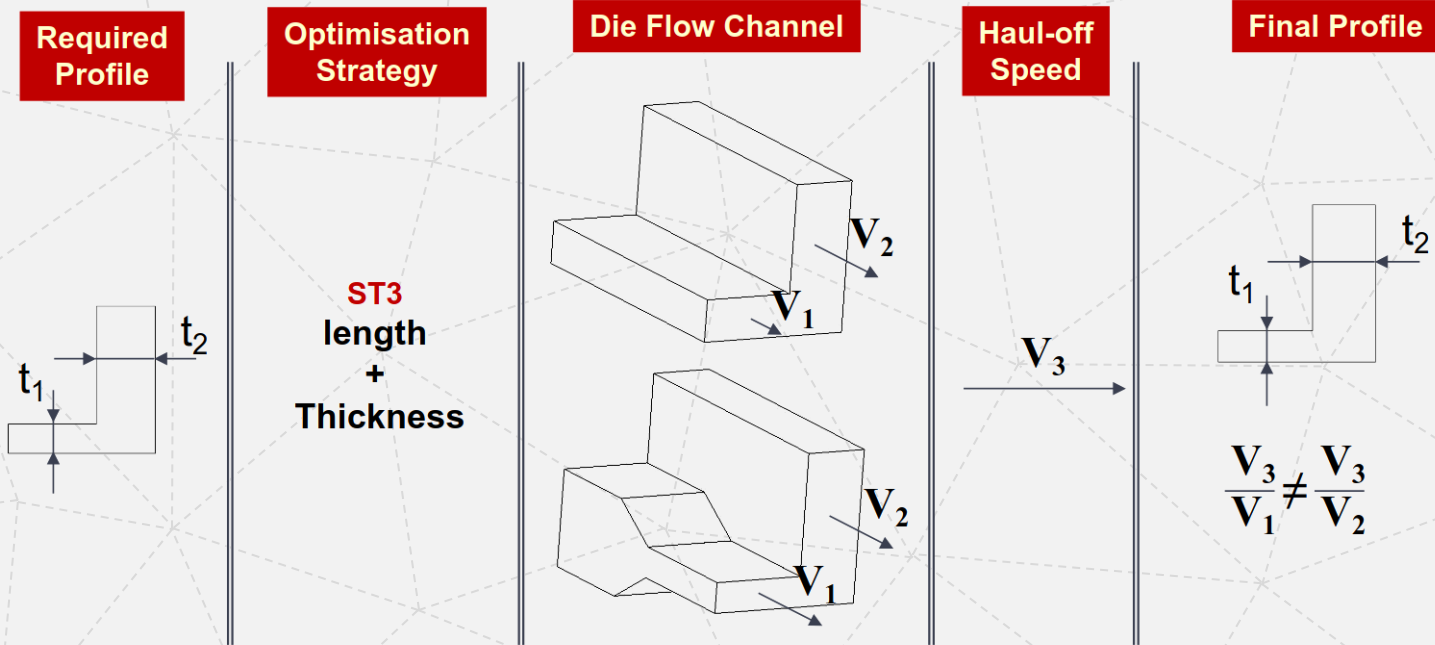 Required
Profile
Optimisation
Strategy
Die Flow Channel
Haul-off
Speed
Final Profile
t₁
t₂
ST3
length
+
Thickness
V₂
V₁
V₂
V₁
V₃
t₁
t₂
V₃/V₁ ≠ V₃/V₂